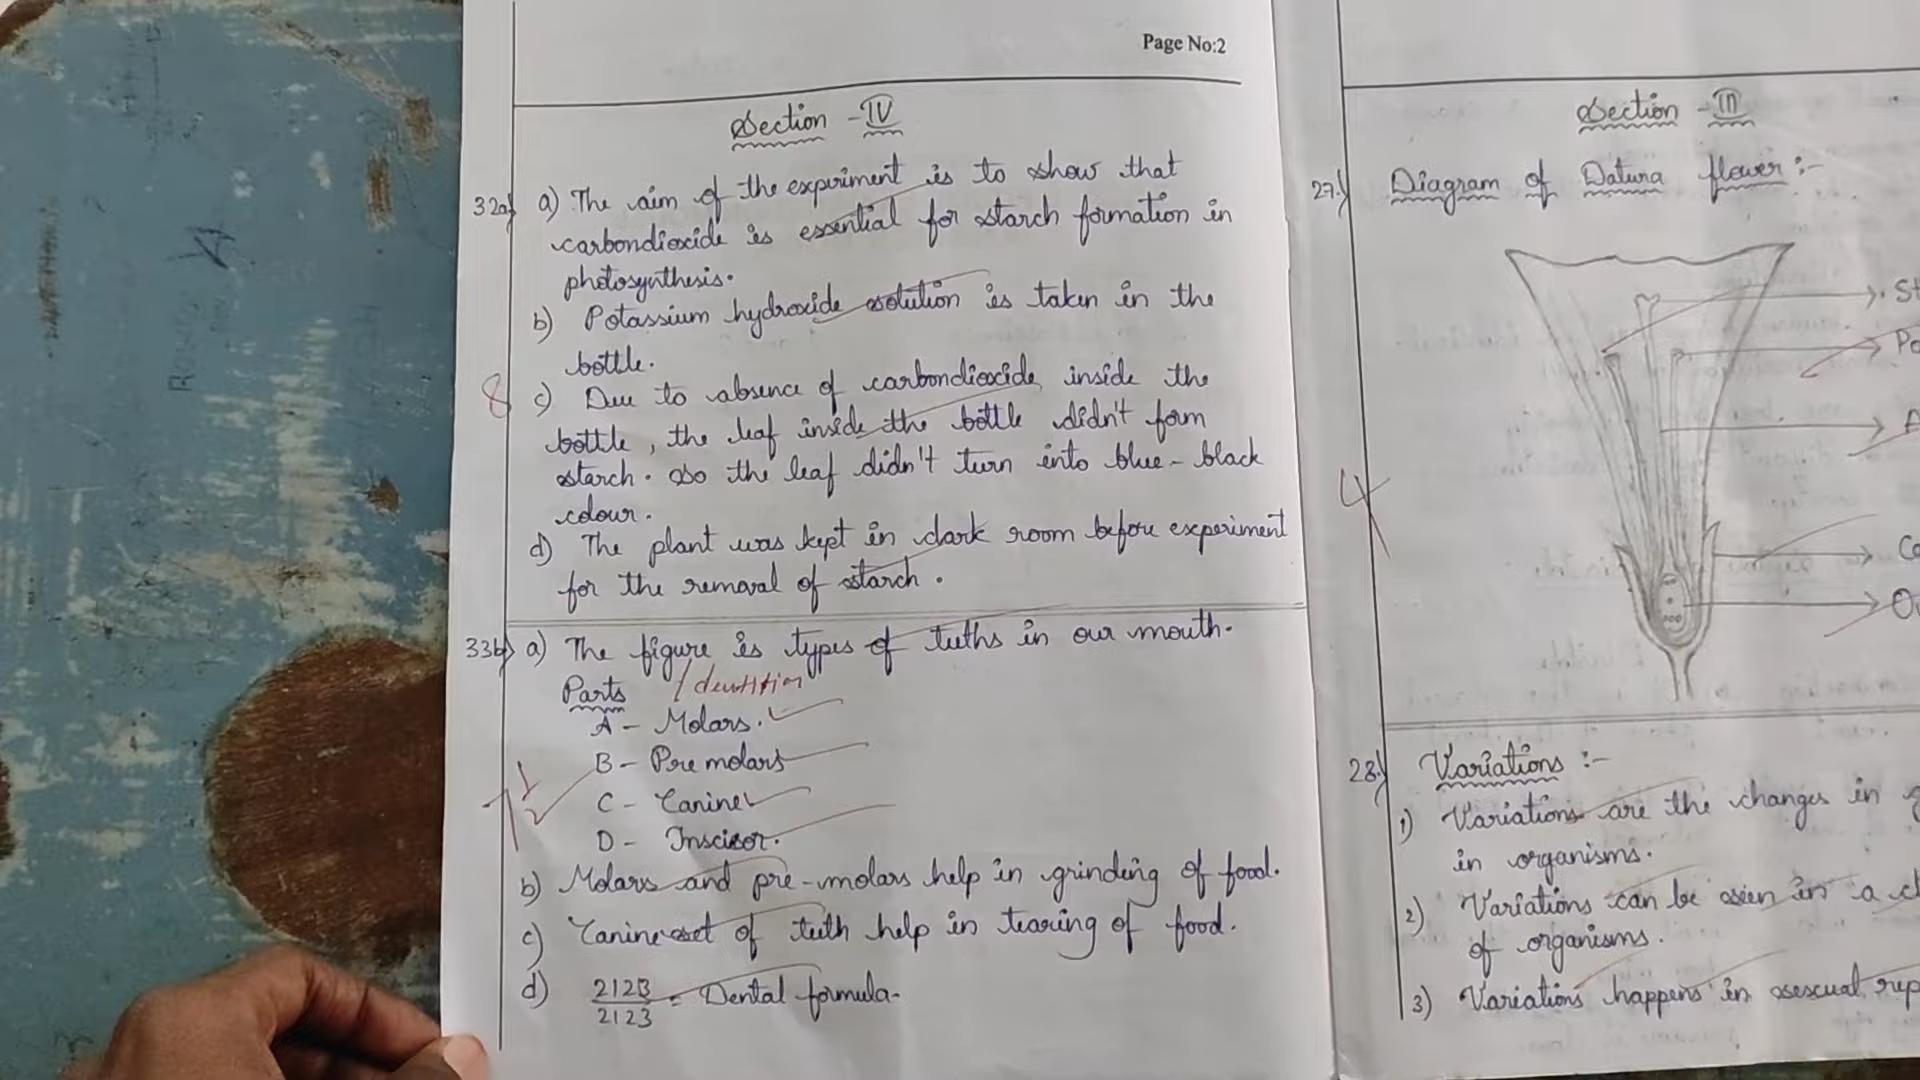 Page No:2
Section - IV
32a) a) The aim of the experiment is to show that
carbondioxide is essential for starch formation in
photosynthesis.
b) Potassium hydroxide solution is taken in the
bottle.
8
c) Due to absence of carbondioxide inside the
bottle, the leaf inside the bottle didn't form
starch. So the leaf didn't turn into blue-black
colour.
d) The plant was kept in dark room before experiment
for the removal of starch.
33b) a) The figure is types of teeths in our mouth.
/dentition
Parts
A - Molars.
B - Pre molars
C - Canine
D - Inscisor.
b) Molars and pre-molars help in grinding of food.
c) Canine set of teeth help in tearing of food.
d) 2123
2123 = Dental formula-
Section - III
27.) Diagram of Datura flower:-
St
Po
A
Ca
Ov
4
28.) Variations :-
1) Variations are the changes in
in organisms.
2) Variations can be seen in a
of organisms.
3) Variations happens in asexual rep